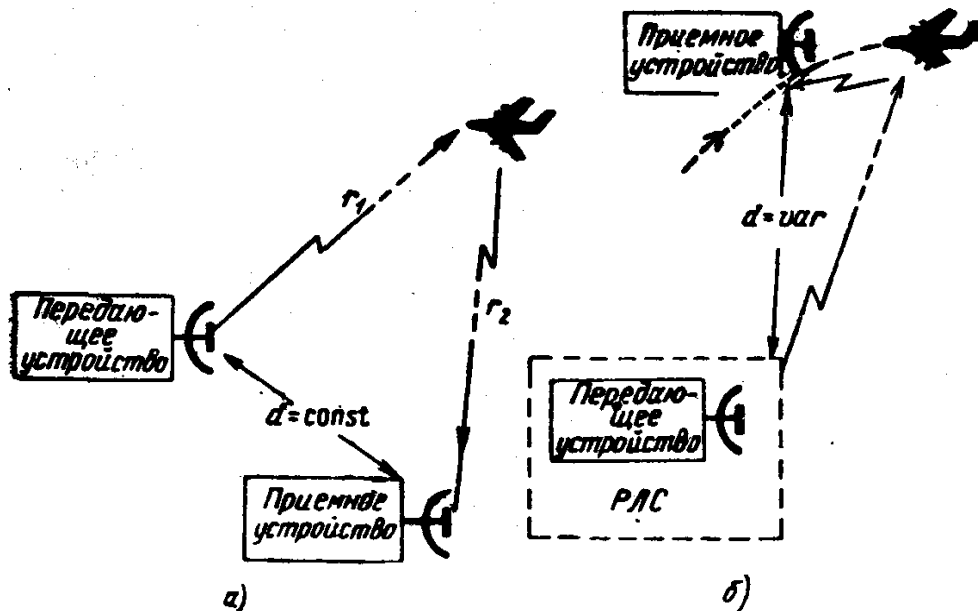 Приемное
устройство
r₁
d=var
Передаю-
щее
устройство
r₂
d=const
Передаю-
щее
устройство
РЛС
Приемное
устройство
а)
б)